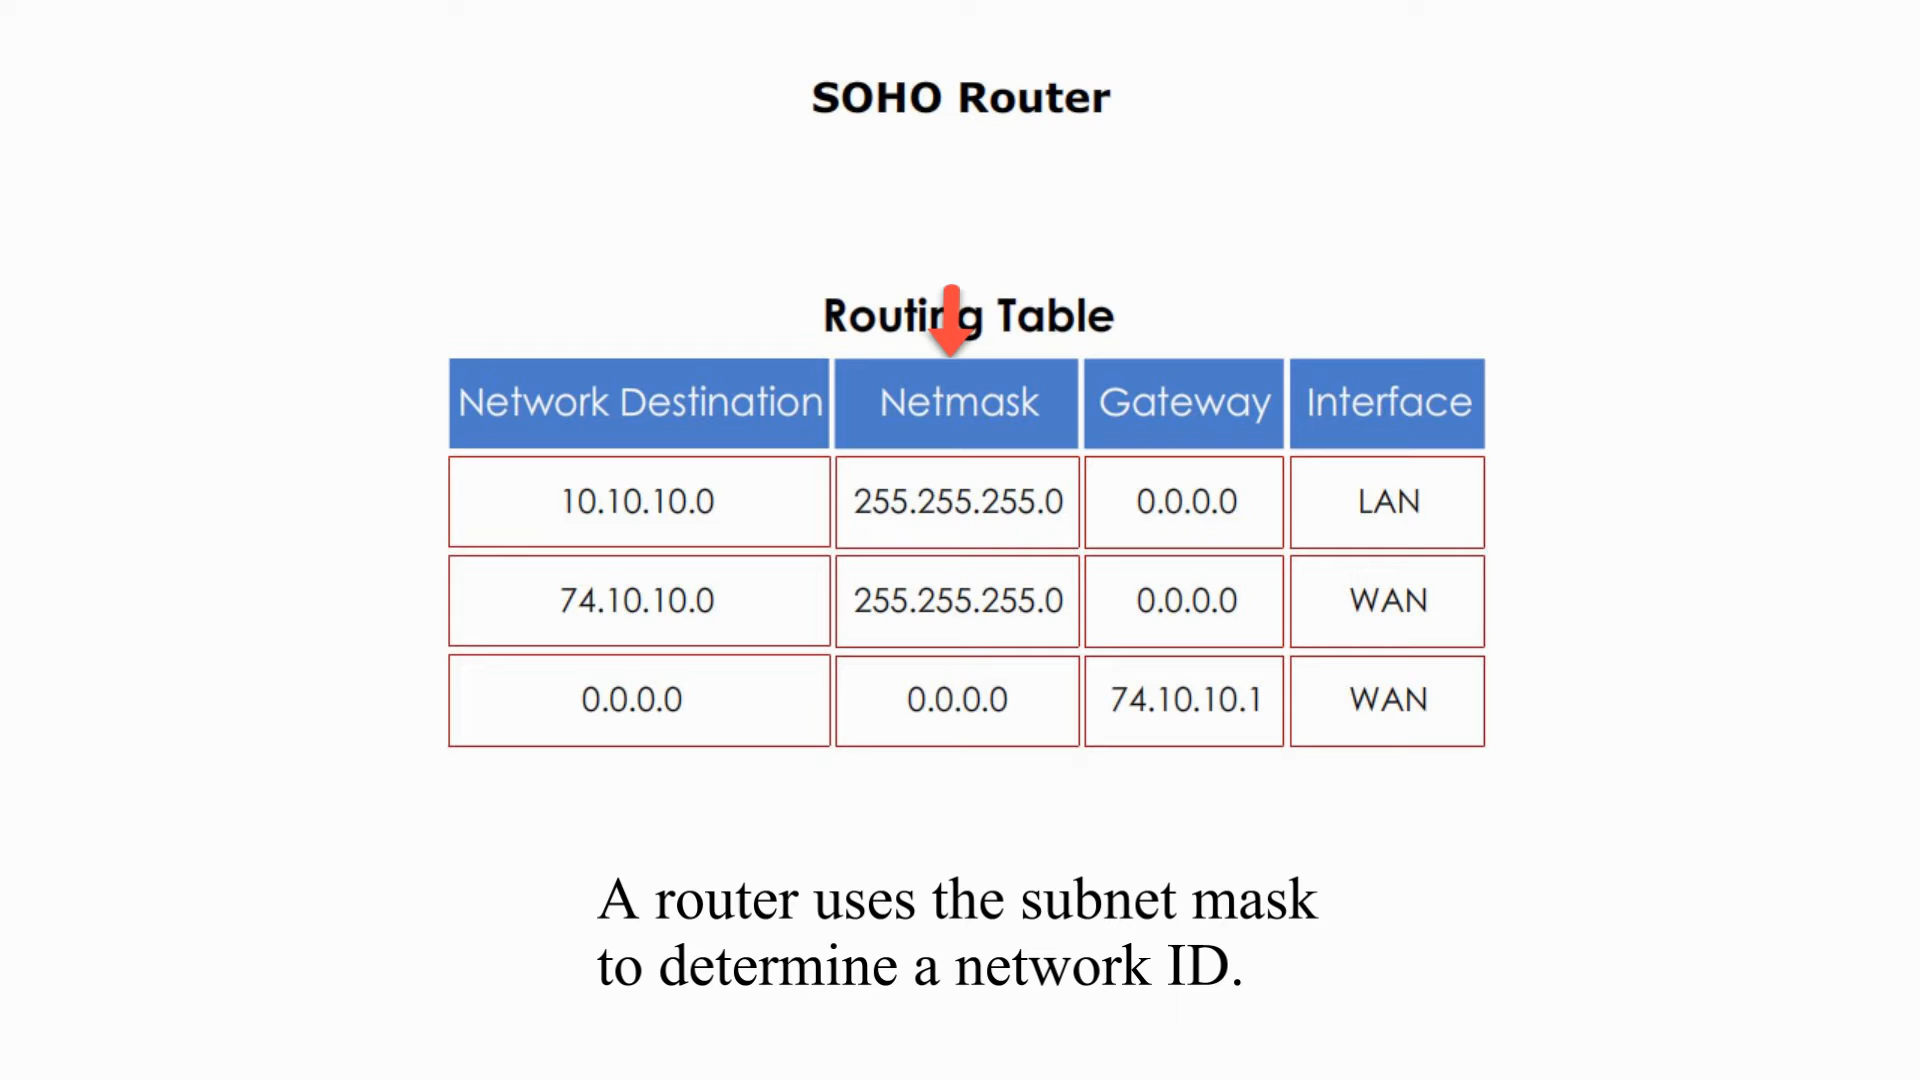 SOHO Router
Routing Table
Network Destination Netmask Gateway Interface
10.10.10.0 255.255.255.0 0.0.0.0 LAN
74.10.10.0 255.255.255.0 0.0.0.0 WAN
0.0.0.0 0.0.0.0 74.10.10.1 WAN
A router uses the subnet mask
to determine a network ID.